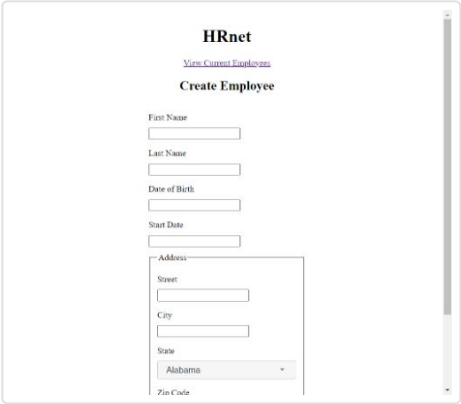 HRnet
View Current Employees
Create Employee
First Name
Last Name
Date of Birth
Start Date
Address
Street
City
State
Alabama
Zip Code